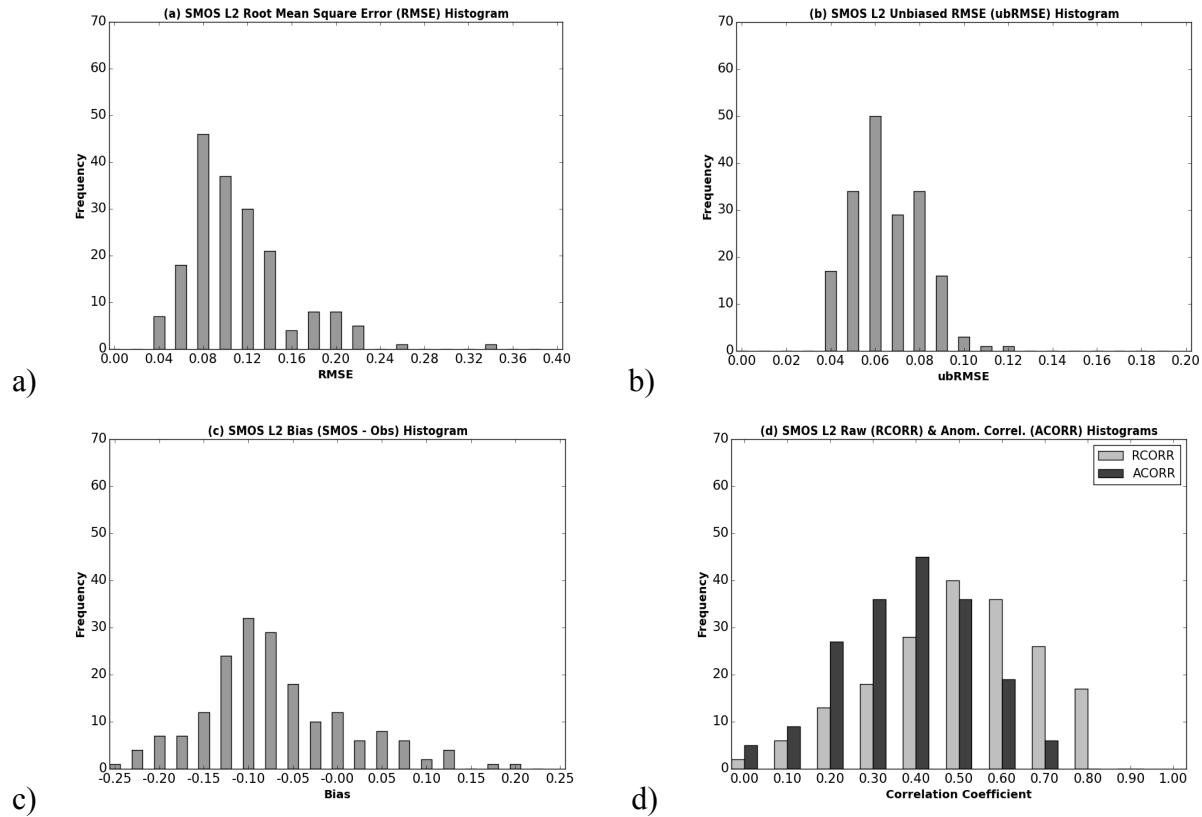 (a) SMOS L2 Root Mean Square Error (RMSE) Histogram
70
60
50
40
30
20
10
0
Frequency
0.00 0.04 0.08 0.12 0.16 0.20 0.24 0.28 0.32 0.36 0.40
RMSE
a)
(b) SMOS L2 Unbiased RMSE (ubRMSE) Histogram
70
60
50
40
30
20
10
0
Frequency
0.00 0.02 0.04 0.06 0.08 0.10 0.12 0.14 0.16 0.18 0.20
ubRMSE
b)
(c) SMOS L2 Bias (SMOS - Obs) Histogram
70
60
50
40
30
20
10
0
Frequency
-0.25 -0.20 -0.15 -0.10 -0.05 -0.00 0.05 0.10 0.15 0.20 0.25
Bias
c)
(d) SMOS L2 Raw (RCORR) & Anom. Correl. (ACORR) Histograms
RCORR
ACORR
70
60
50
40
30
20
10
0
Frequency
0.00 0.10 0.20 0.30 0.40 0.50 0.60 0.70 0.80 0.90 1.00
Correlation Coefficient
d)